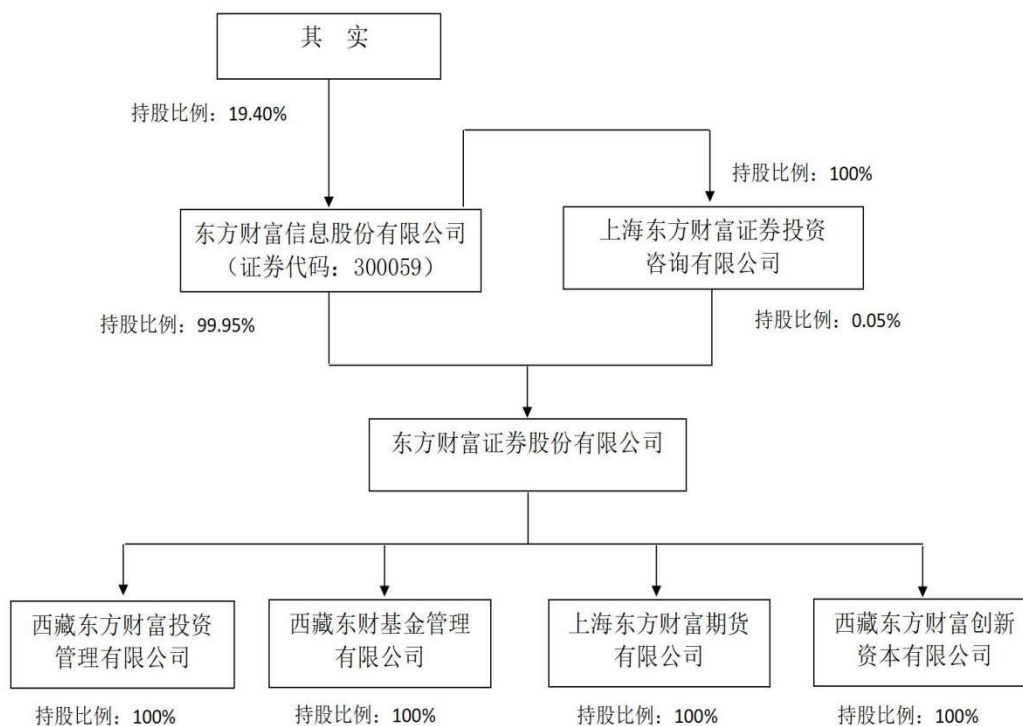 其 实
持股比例：19.40%
持股比例：100%
东方财富信息股份有限公司
（证券代码：300059）
上海东方财富证券投资
咨询有限公司
持股比例：99.95%
持股比例：0.05%
东方财富证券股份有限公司
西藏东方财富投资
管理有限公司
西藏东财基金管理
有限公司
上海东方财富期货
有限公司
西藏东方财富创新
资本有限公司
持股比例：100%
持股比例：100%
持股比例：100%
持股比例：100%